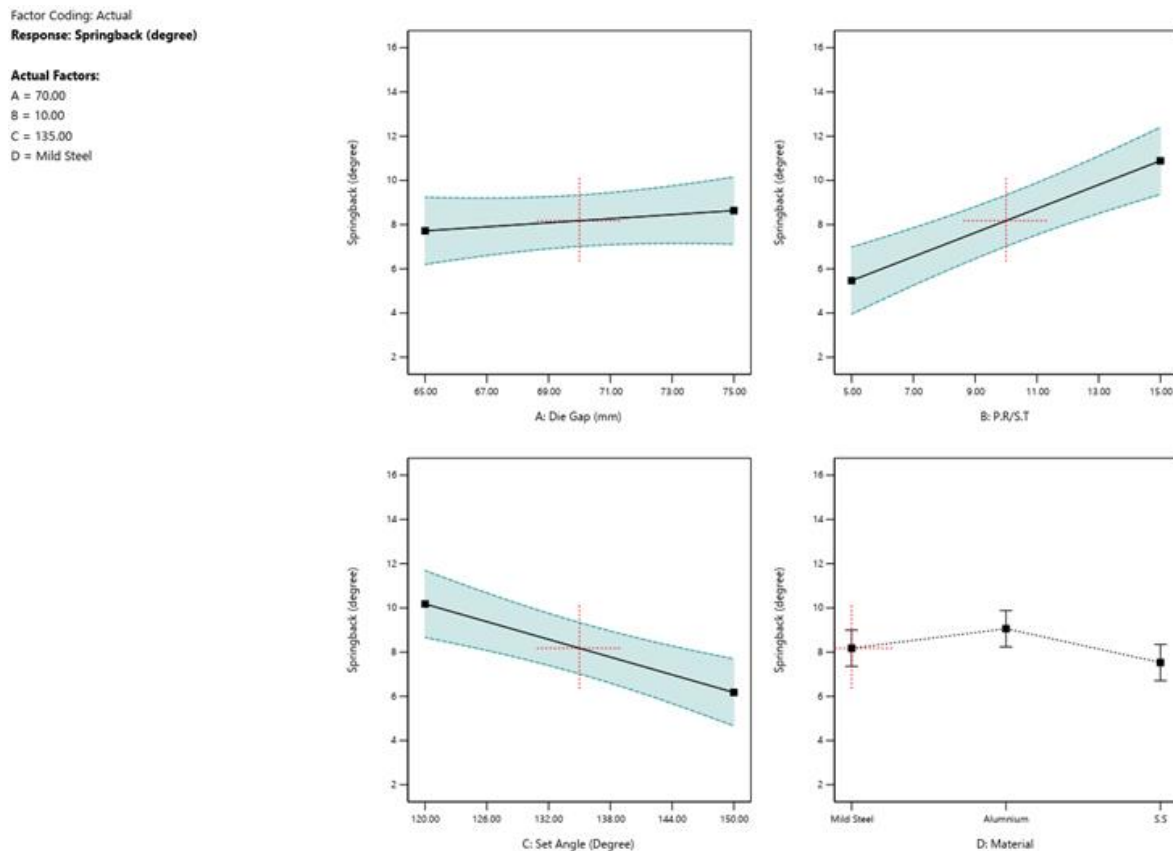 Factor Coding: Actual
Response: Springback (degree)
Actual Factors:
A = 70.00
B = 10.00
C = 135.00
D = Mild Steel
16
14
12
10
8
6
4
2
Springback (degree)
65.00 67.00 69.00 71.00 73.00 75.00
A: Die Gap (mm)
16
14
12
10
8
6
4
2
Springback (degree)
5.00 7.00 9.00 11.00 13.00 15.00
B: P.R/S.T
16
14
12
10
8
6
4
2
Springback (degree)
120.00 126.00 132.00 138.00 144.00 150.00
C: Set Angle (Degree)
16
14
12
10
8
6
4
2
Springback (degree)
Mild Steel Alumnium S.S
D: Material